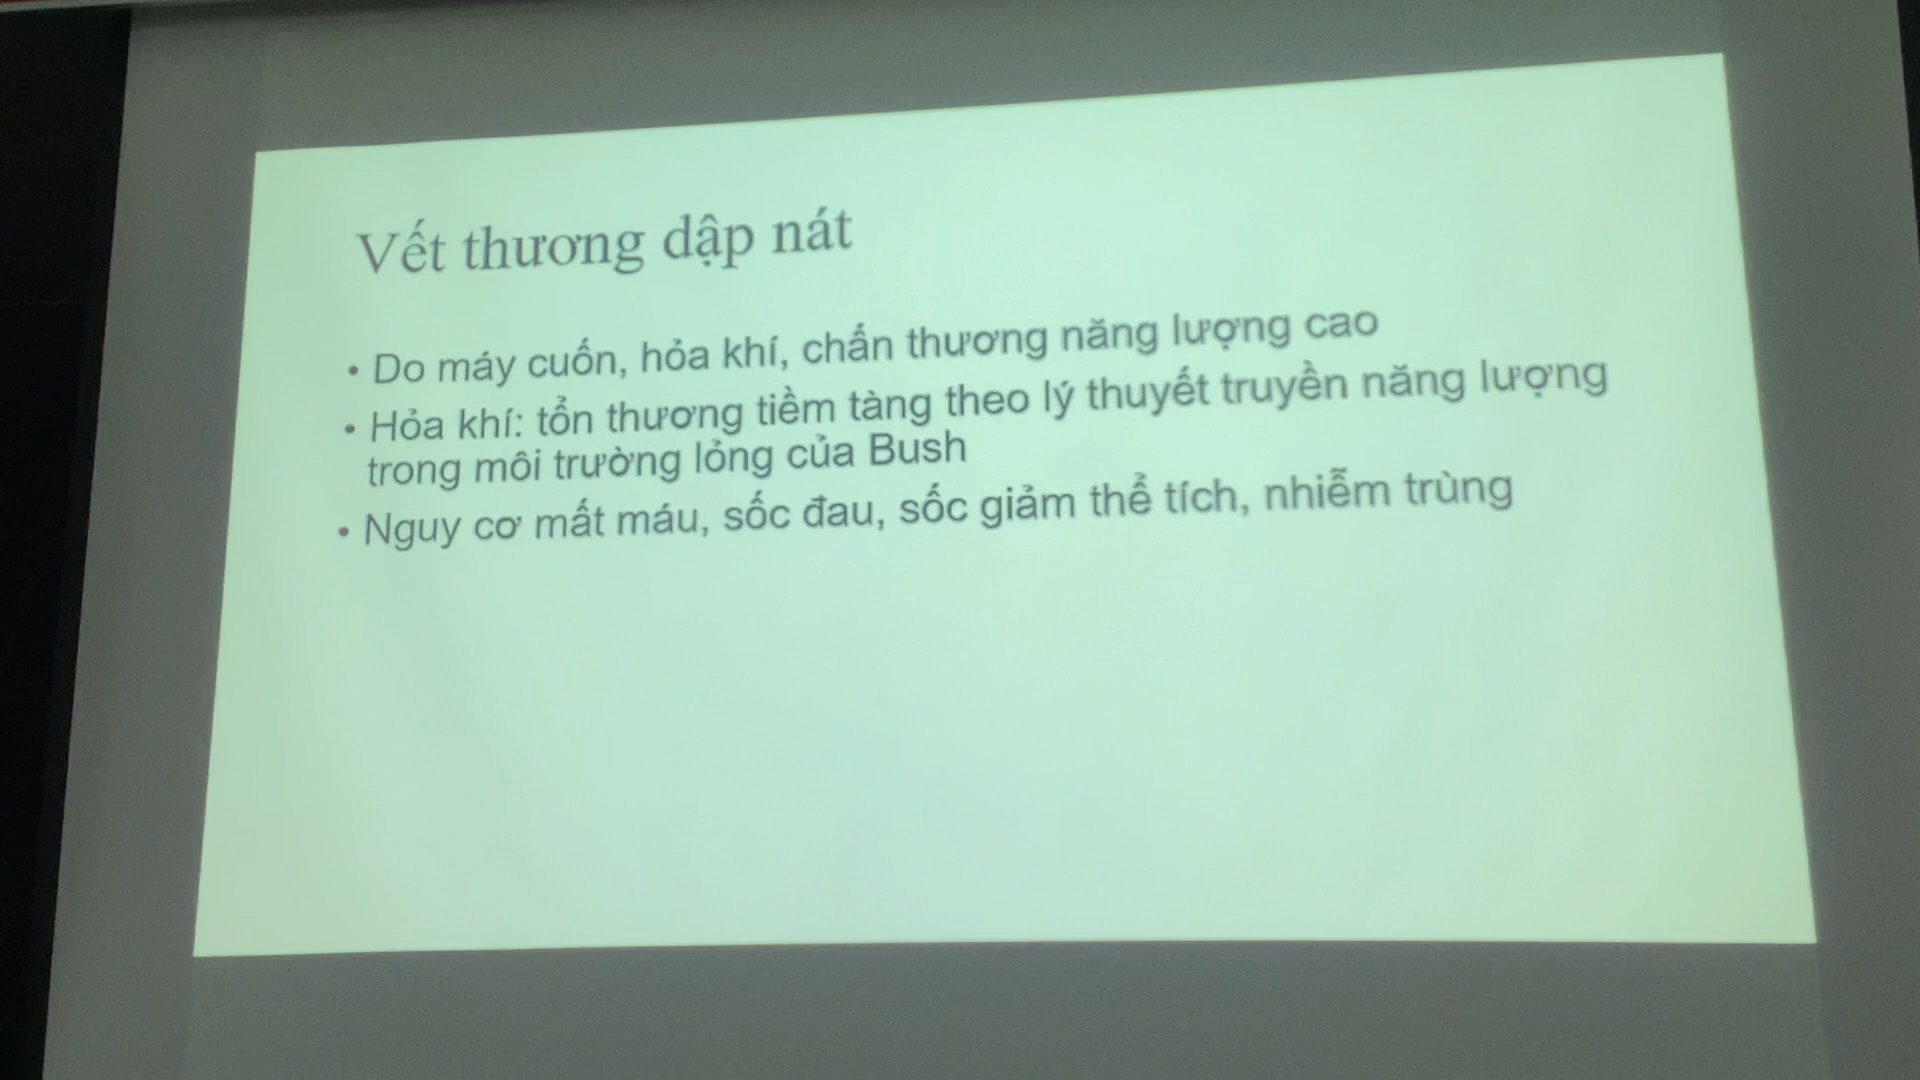 Vết thương dập nát
• Do máy cuốn, hỏa khí, chấn thương năng lượng cao
• Hỏa khí: tổn thương tiềm tàng theo lý thuyết truyền năng lượng
trong môi trường lỏng của Bush
• Nguy cơ mất máu, sốc đau, sốc giảm thể tích, nhiễm trùng